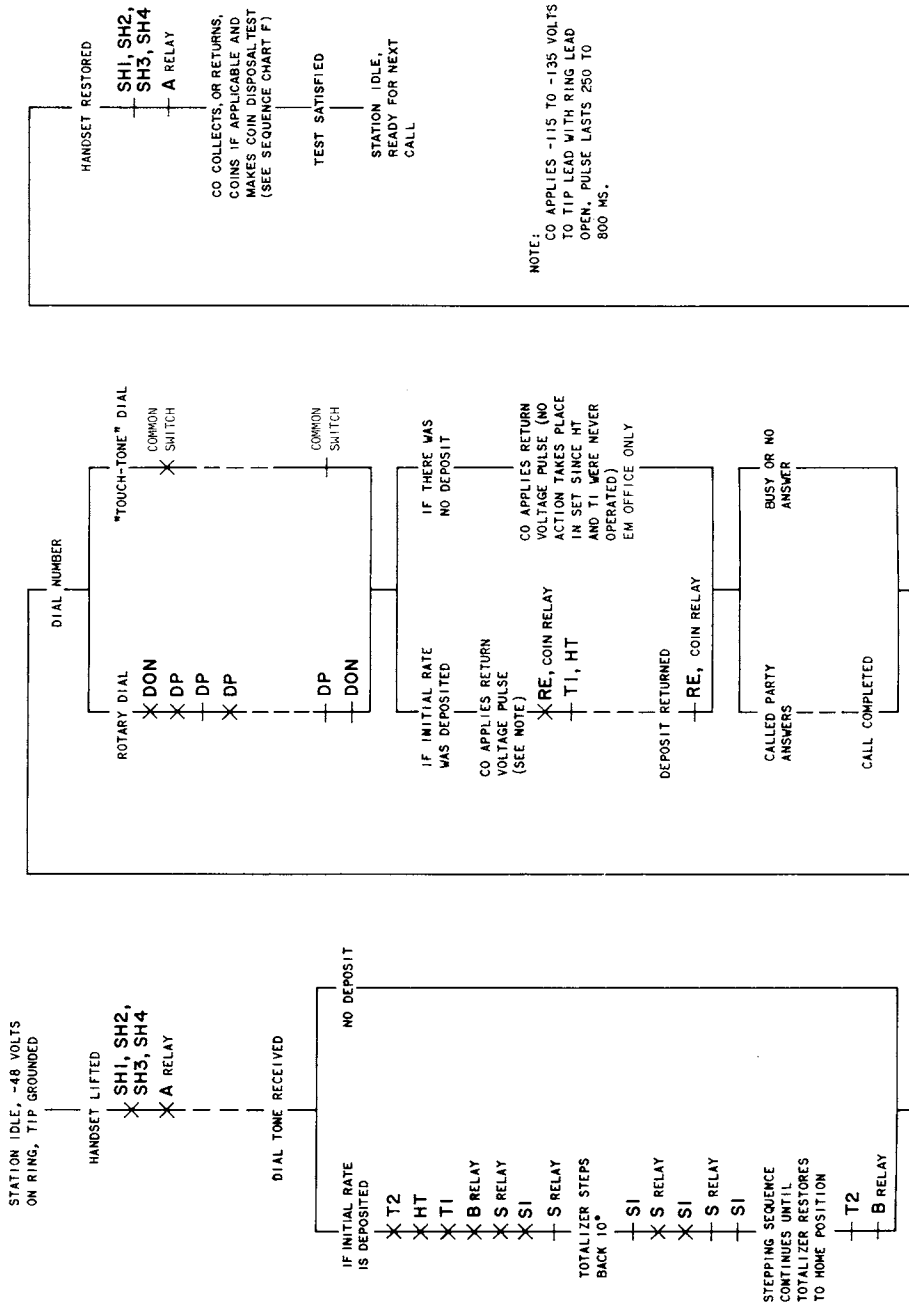 STATION IDLE, -48 VOLTS
ON RING, TIP GROUNDED
HANDSET LIFTED
SH1, SH2,
SH3, SH4
A RELAY
DIAL TONE RECEIVED
IF INITIAL RATE
IS DEPOSITED
NO DEPOSIT
T2
HT
T1
B RELAY
S RELAY
S1
S RELAY
TOTALIZER STEPS
BACK 10°
S1
S RELAY
S1
S RELAY
S1
STEPPING SEQUENCE
CONTINUES UNTIL
TOTALIZER RESTORES
TO HOME POSITION
T2
B RELAY
DIAL NUMBER
ROTARY DIAL
DON
DP
DP
DP
DP
DON
"TOUCH-TONE" DIAL
COMMON
SWITCH
COMMON
SWITCH
IF INITIAL RATE
WAS DEPOSITED
CO APPLIES RETURN
VOLTAGE PULSE
(SEE NOTE)
RE, COIN RELAY
T1, HT
DEPOSIT RETURNED
RE, COIN RELAY
IF THERE WAS
NO DEPOSIT
CO APPLIES RETURN
VOLTAGE PULSE (NO
ACTION TAKES PLACE
IN SET SINCE HT
AND T1 WERE NEVER
OPERATED)
EM OFFICE ONLY
CALLED PARTY
ANSWERS
CALL COMPLETED
BUSY OR NO
ANSWER
HANDSET RESTORED
SH1, SH2,
SH3, SH4
A RELAY
CO COLLECTS, OR RETURNS,
COINS IF APPLICABLE AND
MAKES COIN DISPOSAL TEST
(SEE SEQUENCE CHART F)
TEST SATISFIED
STATION IDLE,
READY FOR NEXT
CALL
NOTE:
CO APPLIES -115 TO -135 VOLTS
TO TIP LEAD WITH RING LEAD
OPEN. PULSE LASTS 250 TO
800 MS.